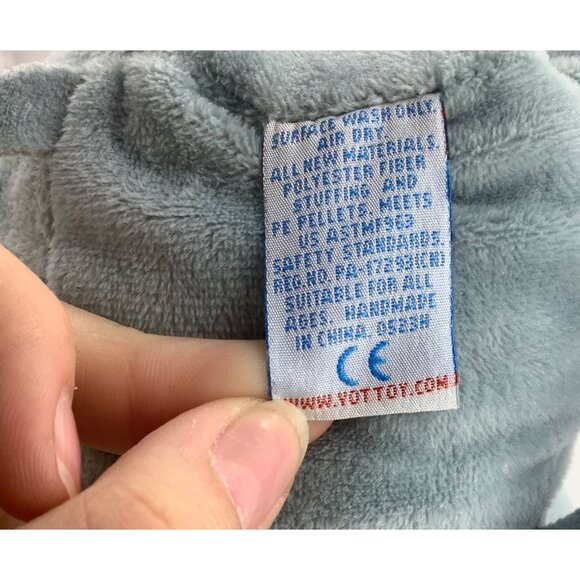 SURFACE WASH ONLY.
AIR DRY.
ALL NEW MATERIALS.
POLYESTER FIBER
STUFFING AND
PE PELLETS. MEETS
US ASTMF963
SAFETY STANDARDS.
REG.NO PA-17293(CN)
SUITABLE FOR ALL
AGES. HANDMADE
IN CHINA. 0523H
CE
WWW.YOTTOY.COM